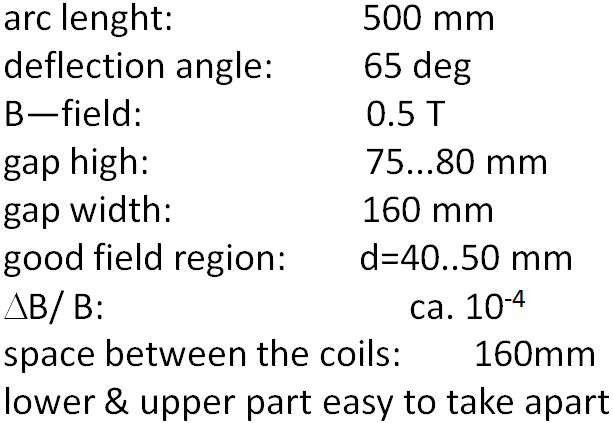 arc lenght: 500 mm
deflection angle: 65 deg
B—field: 0.5 T
gap high: 75...80 mm
gap width: 160 mm
good field region: d=40..50 mm
∆B/ B: ca. 10⁻⁴
space between the coils: 160mm
lower & upper part easy to take apart